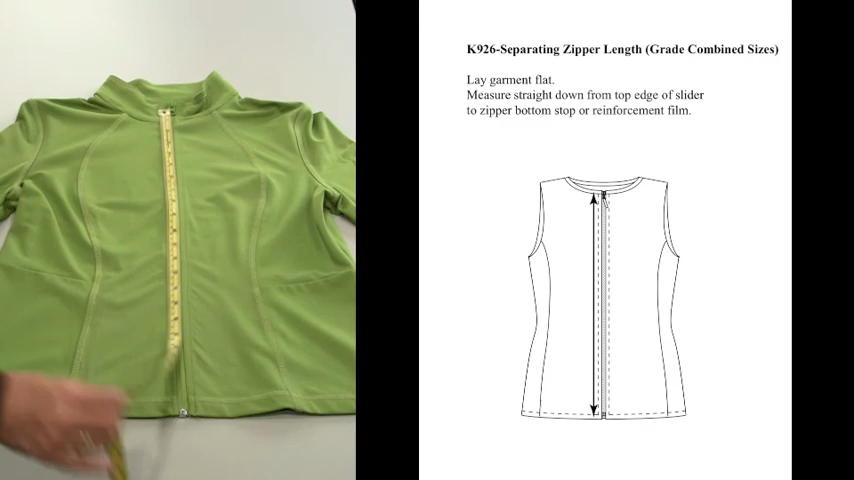 K926-Separating Zipper Length (Grade Combined Sizes)
Lay garment flat.
Measure straight down from top edge of slider
to zipper bottom stop or reinforcement film.